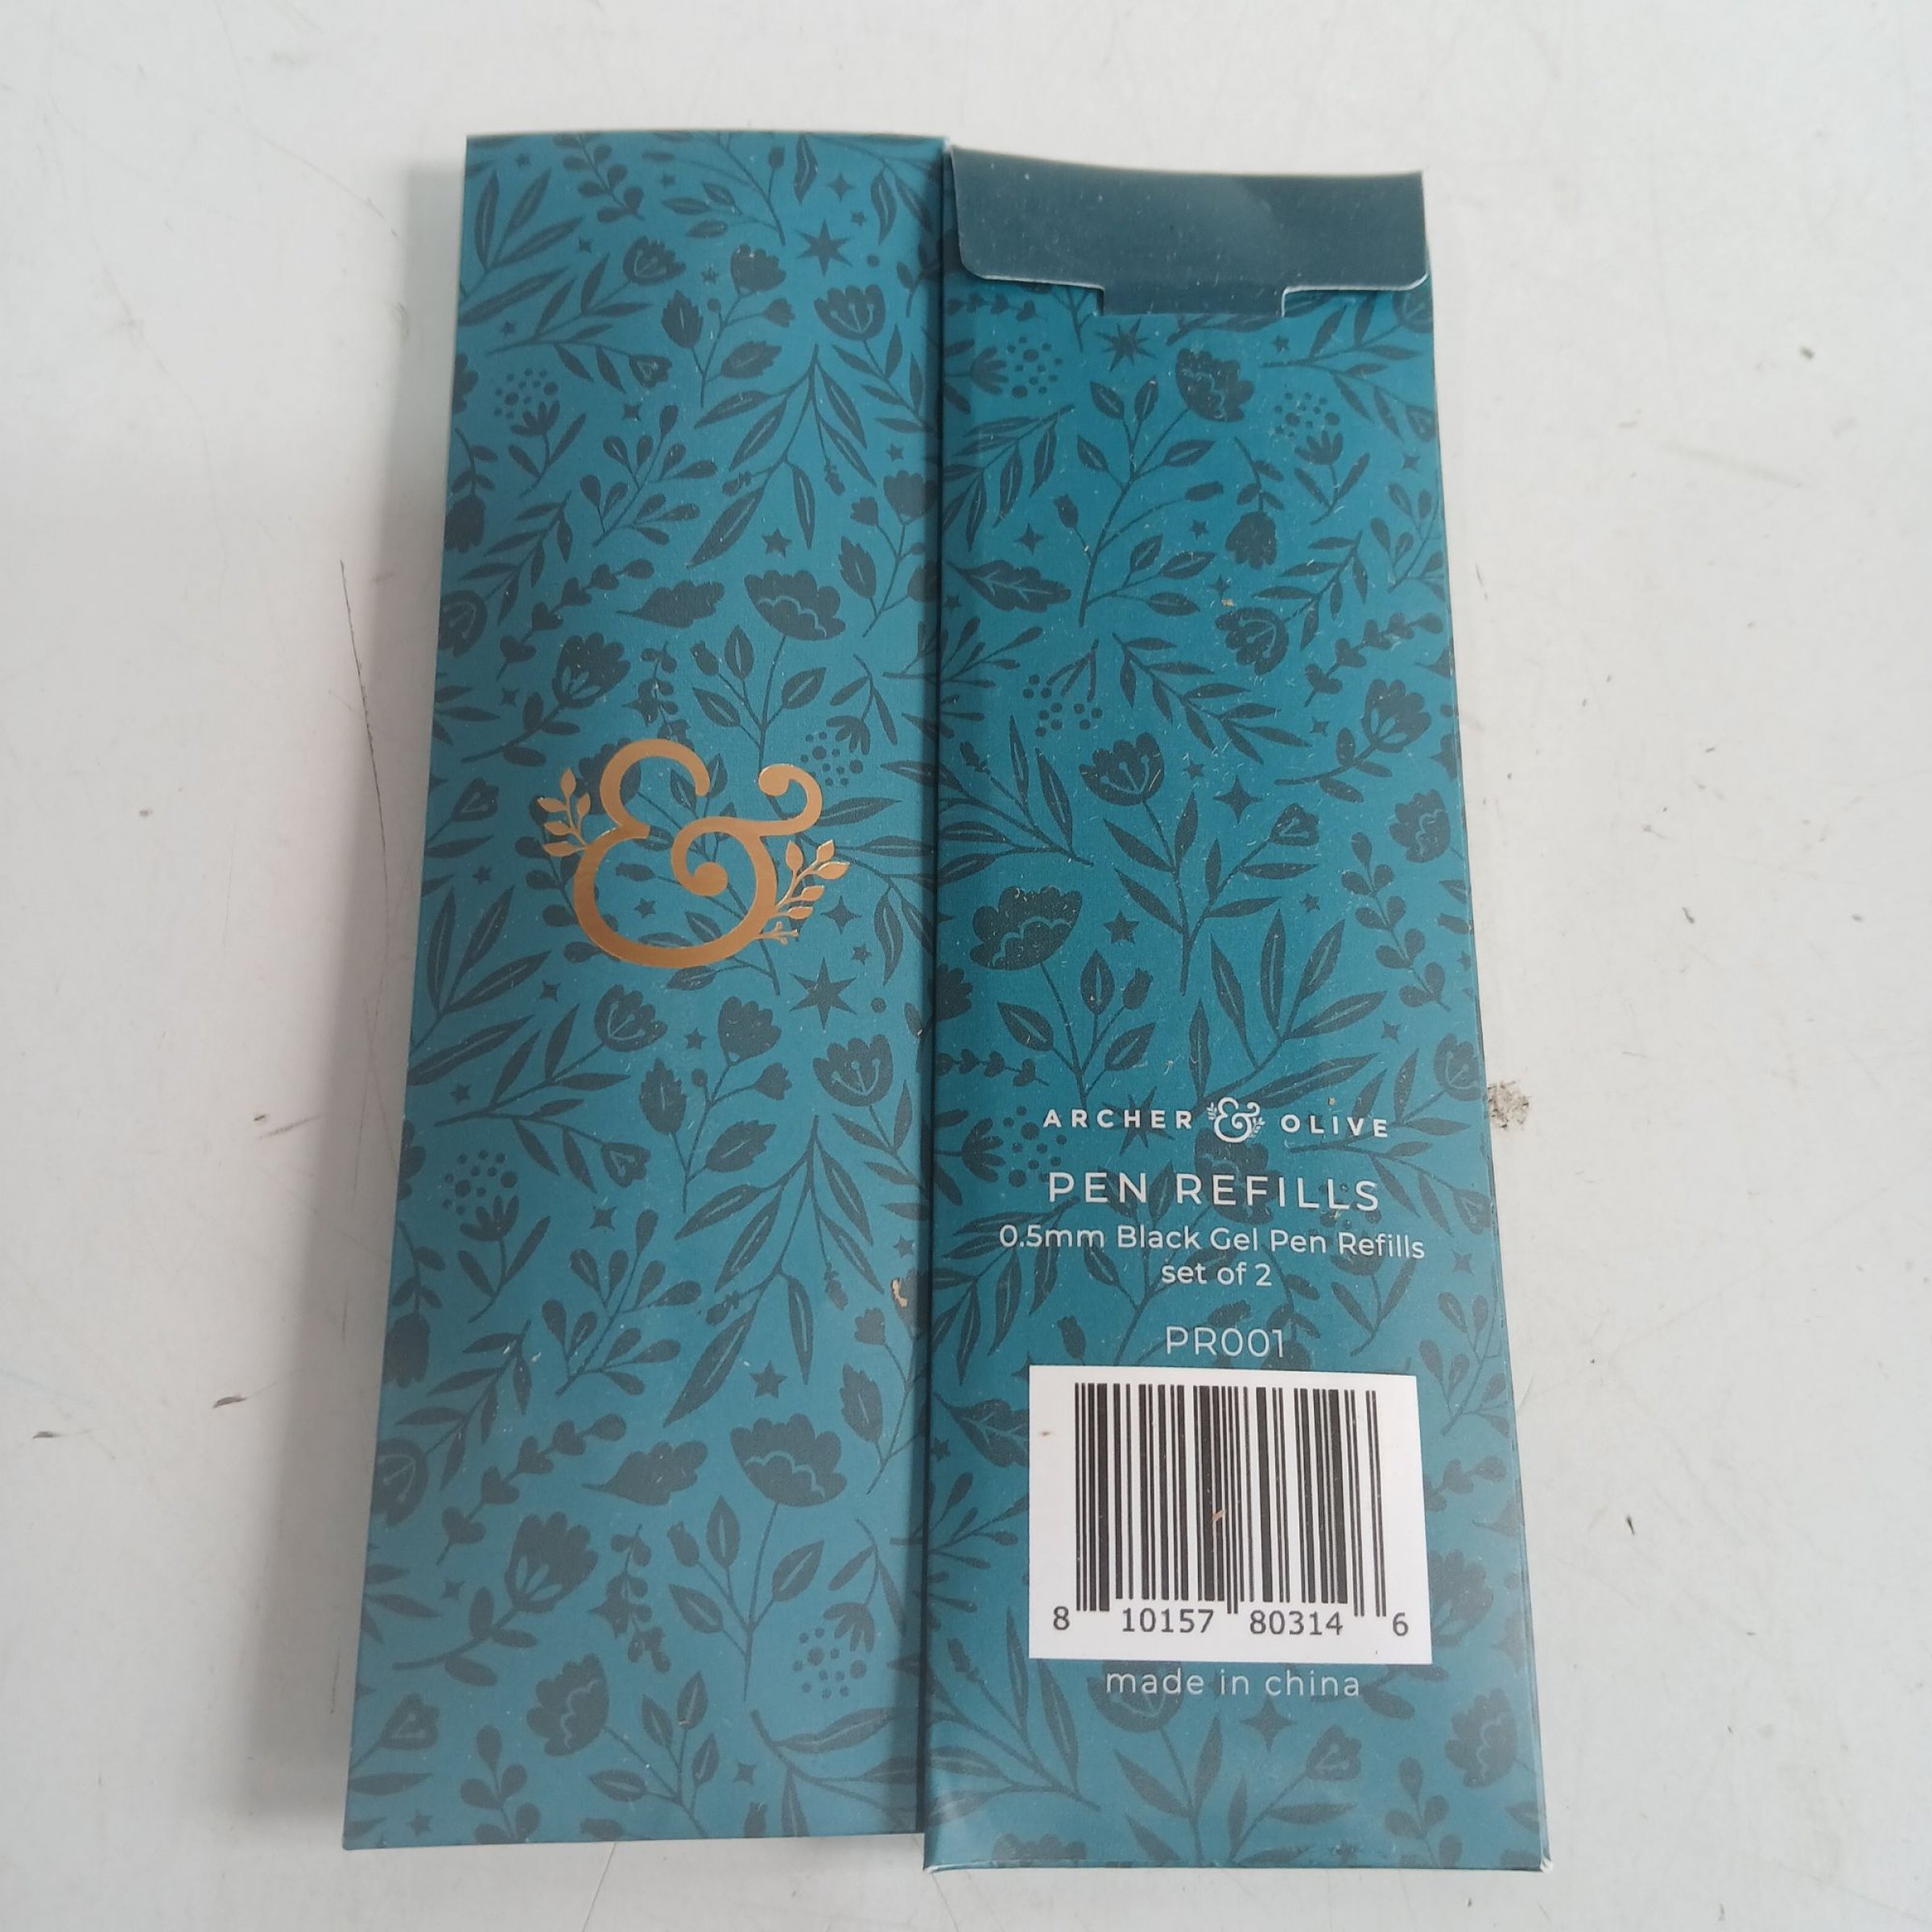 &
ARCHER & OLIVE
PEN REFILLS
0.5mm Black Gel Pen Refills
set of 2
PR001
8 10157 80314 6
made in china